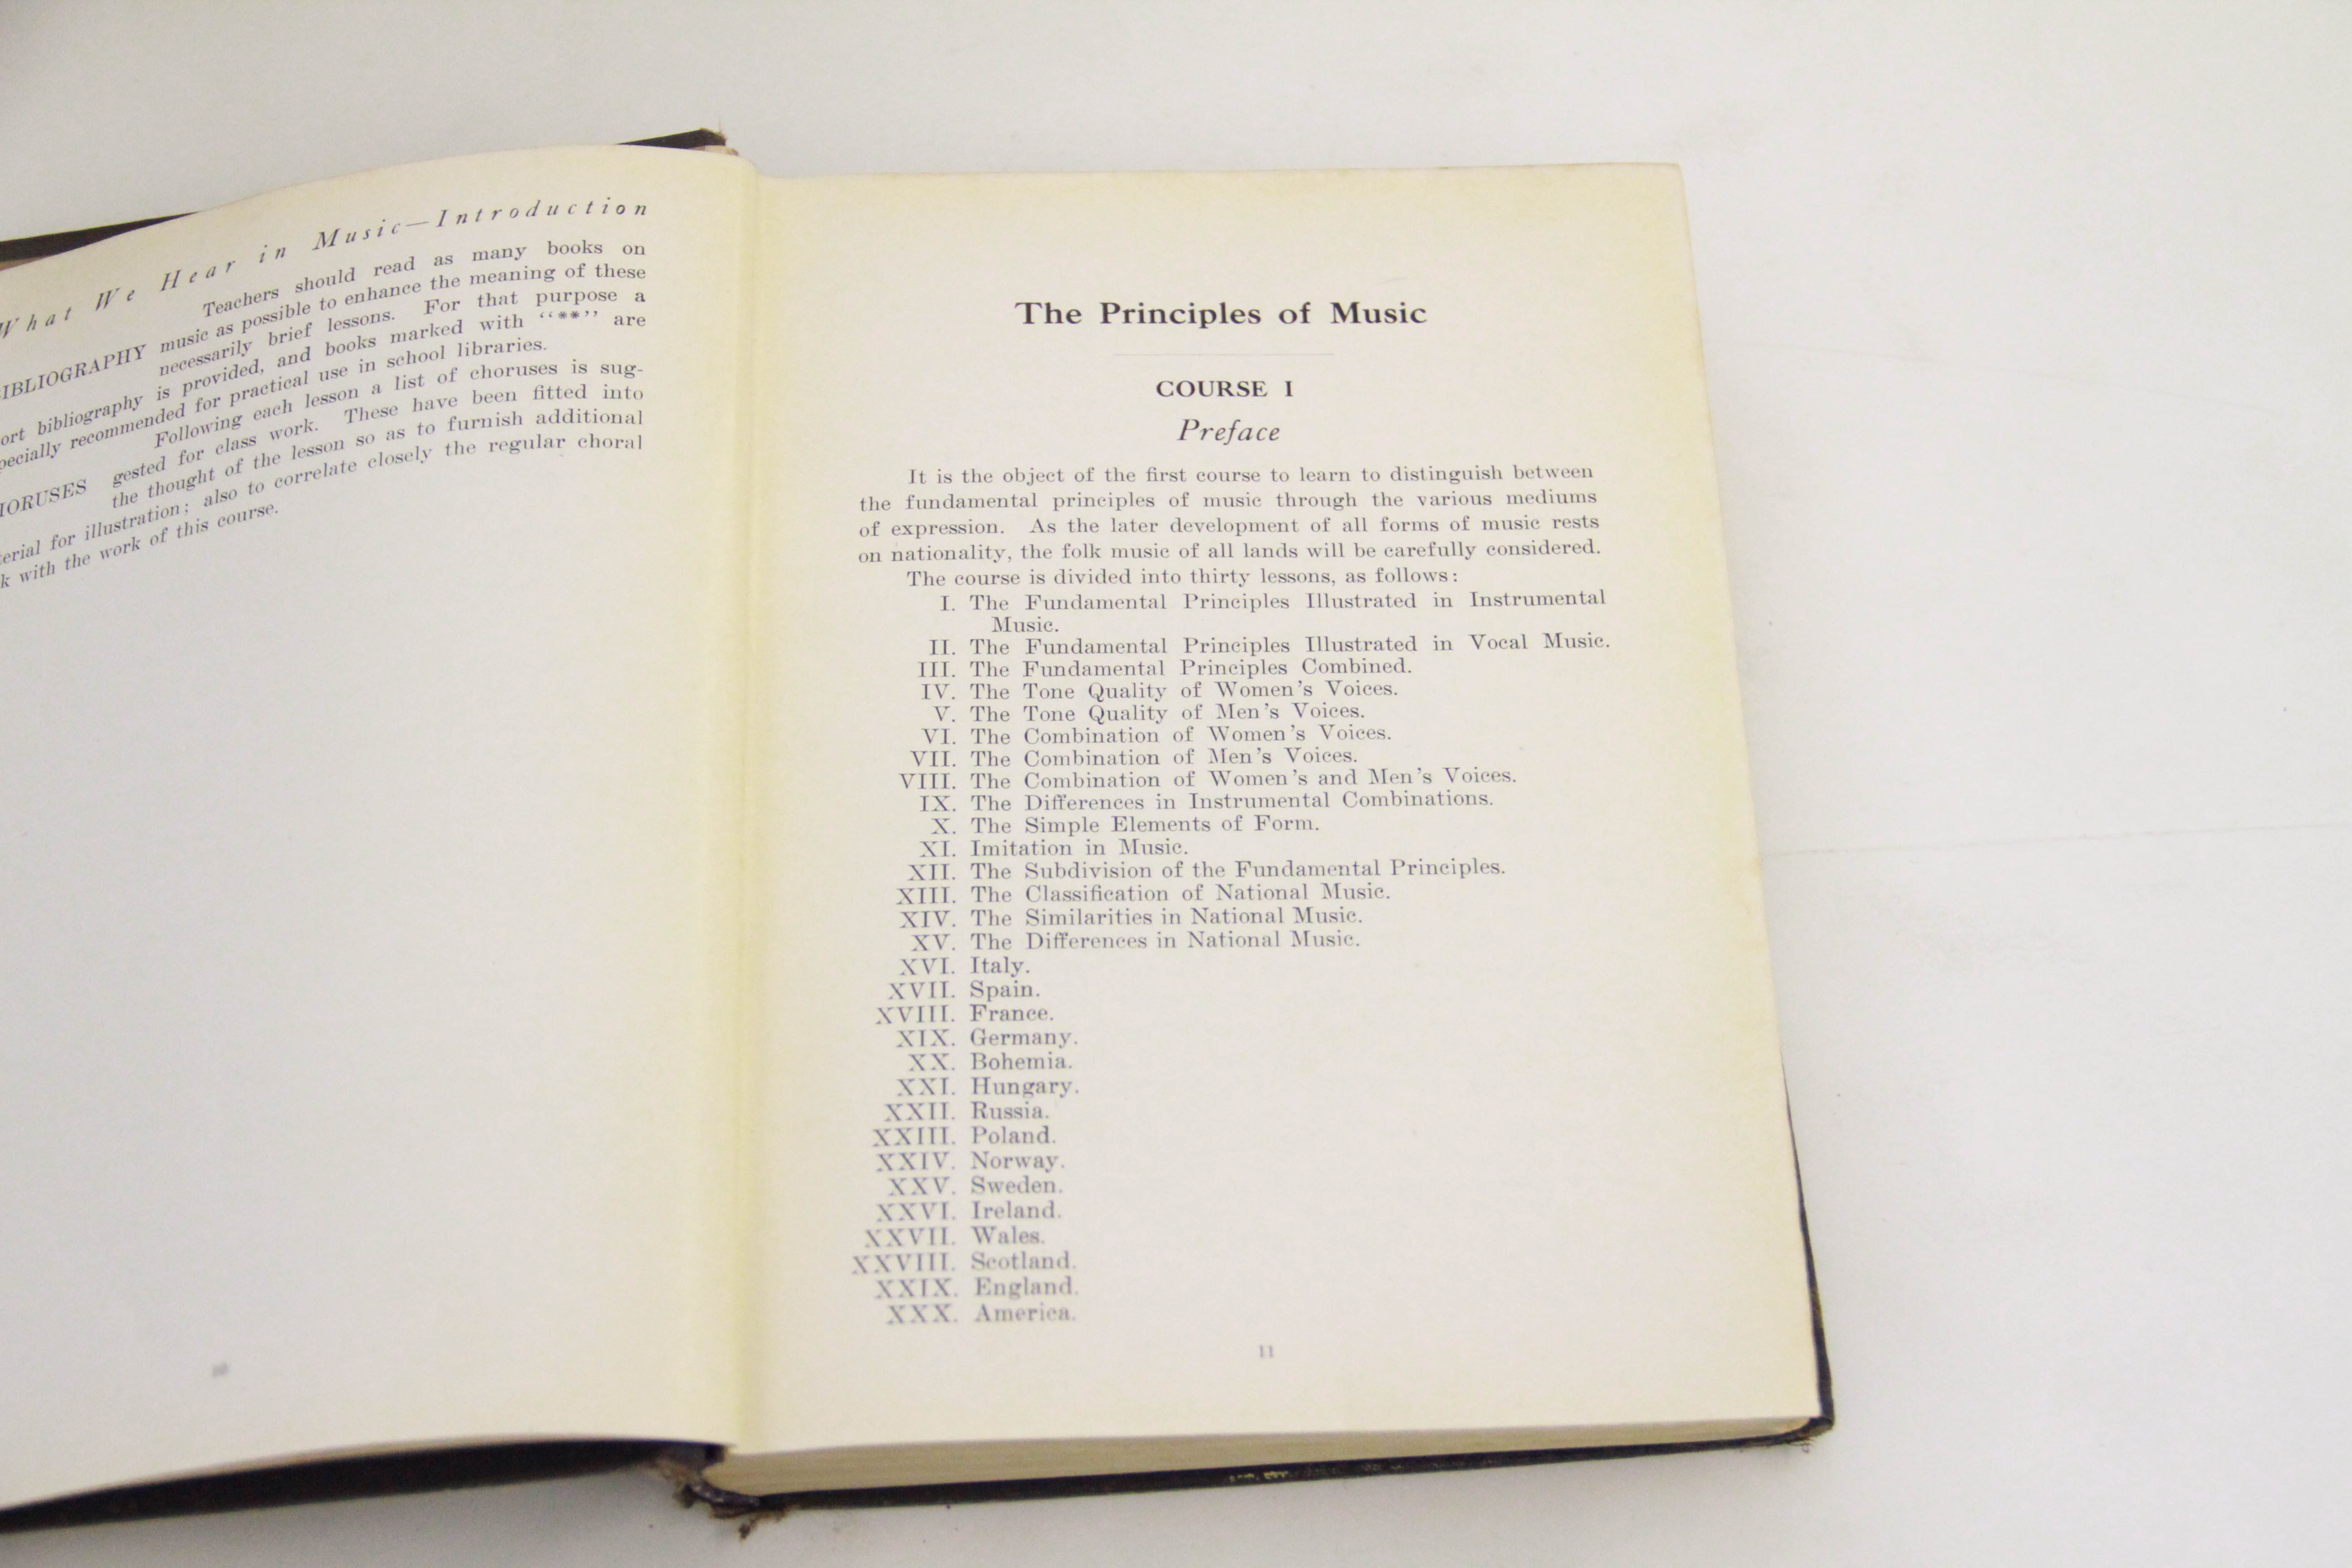 What We Hear in Music—Introduction
Teachers should read as many books on
BIBLIOGRAPHY music as possible to enhance the meaning of these
necessarily brief lessons. For that purpose a
ort bibliography is provided, and books marked with “**” are
pecially recommended for practical use in school libraries.
Following each lesson a list of choruses is sug-
IORUSES gested for class work. These have been fitted into
the thought of the lesson so as to furnish additional
terial for illustration; also to correlate closely the regular choral
k with the work of this course.
The Principles of Music
COURSE I
Preface
It is the object of the first course to learn to distinguish between
the fundamental principles of music through the various mediums
of expression. As the later development of all forms of music rests
on nationality, the folk music of all lands will be carefully considered.
The course is divided into thirty lessons, as follows:
I. The Fundamental Principles Illustrated in Instrumental
Music.
II. The Fundamental Principles Illustrated in Vocal Music.
III. The Fundamental Principles Combined.
IV. The Tone Quality of Women's Voices.
V. The Tone Quality of Men's Voices.
VI. The Combination of Women's Voices.
VII. The Combination of Men's Voices.
VIII. The Combination of Women's and Men's Voices.
IX. The Differences in Instrumental Combinations.
X. The Simple Elements of Form.
XI. Imitation in Music.
XII. The Subdivision of the Fundamental Principles.
XIII. The Classification of National Music.
XIV. The Similarities in National Music.
XV. The Differences in National Music.
XVI. Italy.
XVII. Spain.
XVIII. France.
XIX. Germany.
XX. Bohemia.
XXI. Hungary.
XXII. Russia.
XXIII. Poland.
XXIV. Norway.
XXV. Sweden.
XXVI. Ireland.
XXVII. Wales.
XXVIII. Scotland.
XXIX. England.
XXX. America.
11